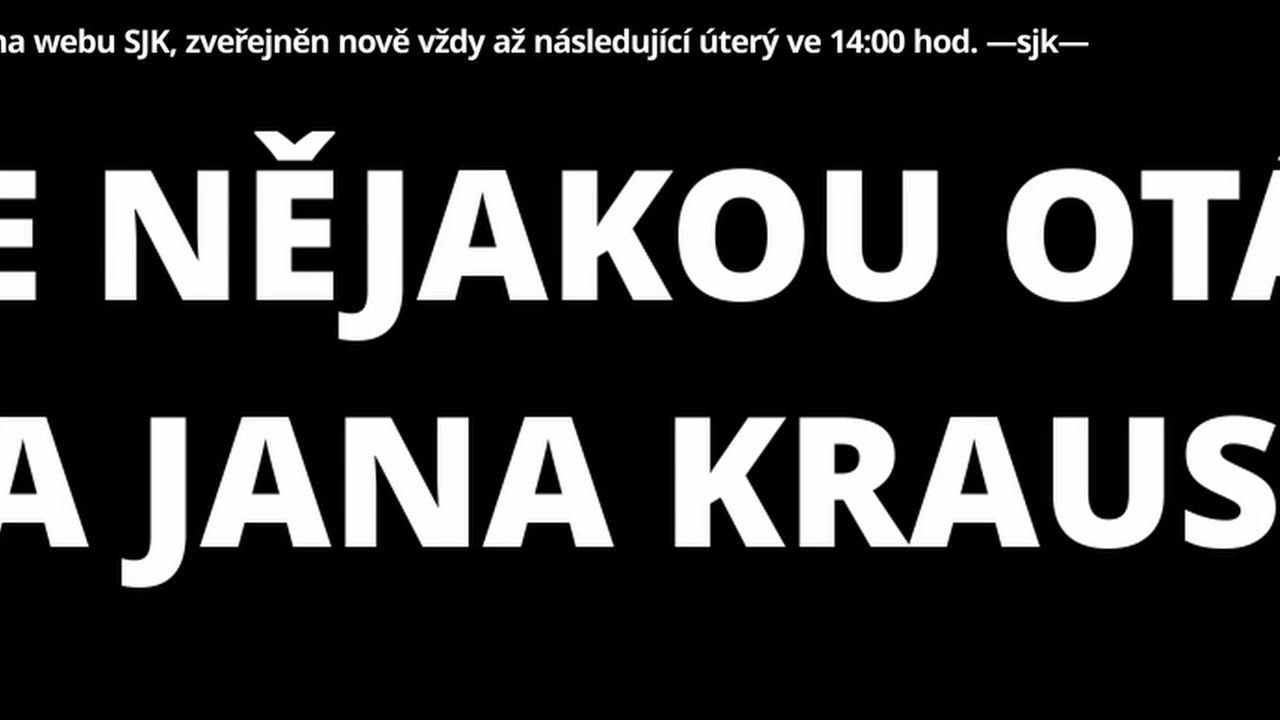 na webu SJK, zveřejněn nově vždy až následující úterý ve 14:00 hod. —sjk—
E NĚJAKOU OTÁ
A JANA KRAUS